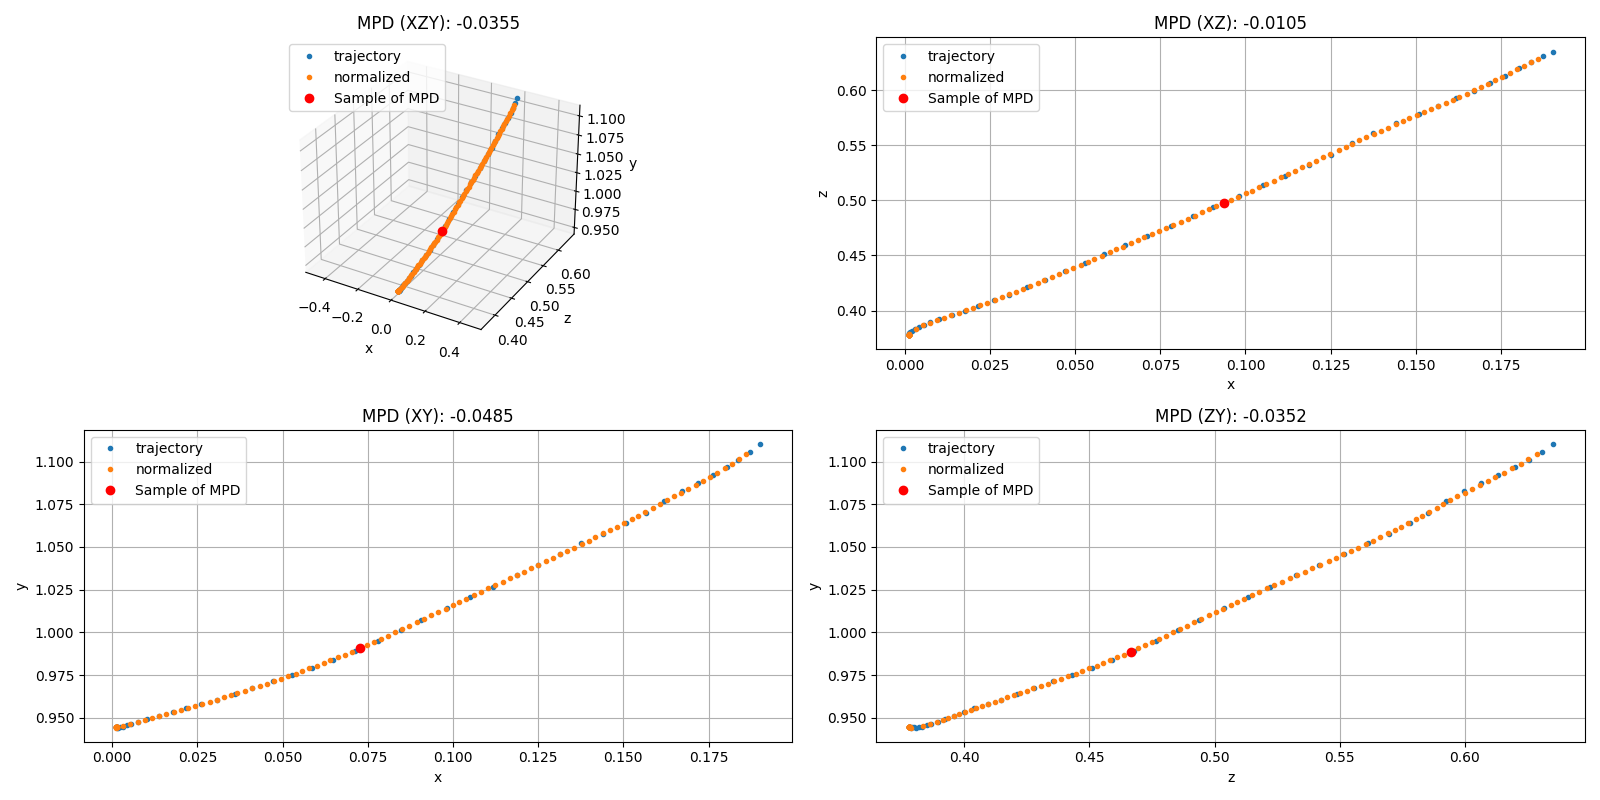 MPD (XZY): -0.0355
trajectory
normalized
Sample of MPD
1.100
1.075
1.050
1.025
1.000
0.975
0.950
y
0.60
0.55
0.50
0.45
0.40
z
−0.4
−0.2
0.0
0.2
0.4
x
MPD (XZ): -0.0105
trajectory
normalized
Sample of MPD
0.60
0.55
0.50
0.45
0.40
z
0.000 0.025 0.050 0.075 0.100 0.125 0.150 0.175
x
MPD (XY): -0.0485
trajectory
normalized
Sample of MPD
1.100
1.075
1.050
1.025
1.000
0.975
0.950
y
0.000 0.025 0.050 0.075 0.100 0.125 0.150 0.175
x
MPD (ZY): -0.0352
trajectory
normalized
Sample of MPD
1.100
1.075
1.050
1.025
1.000
0.975
0.950
y
0.40 0.45 0.50 0.55 0.60
z